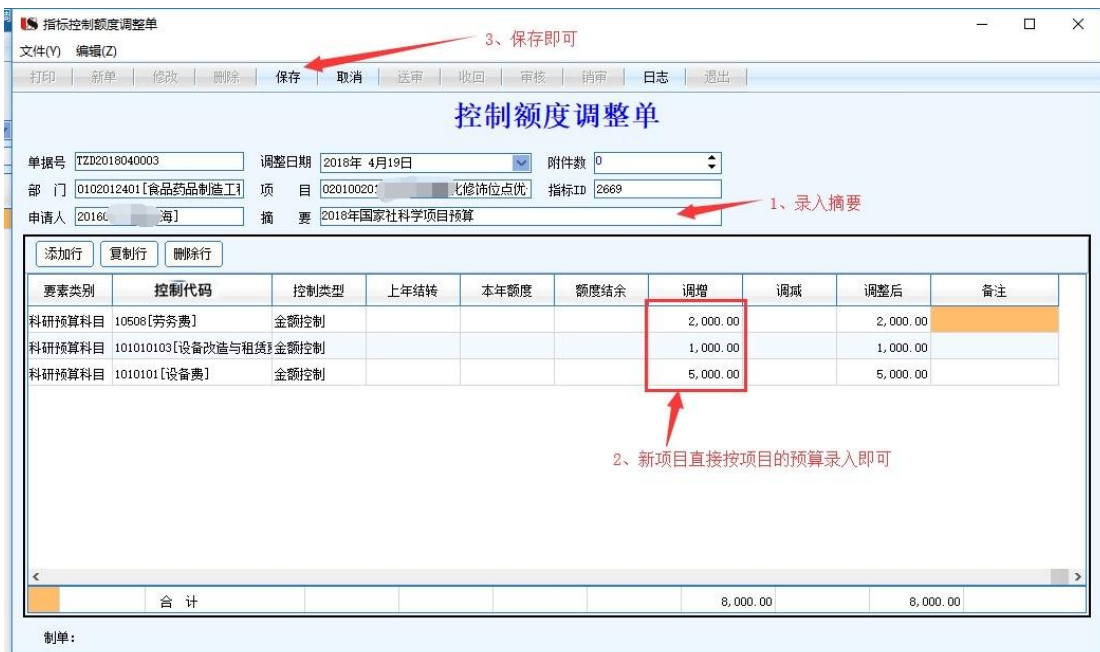 指标控制额度调整单
文件(Y) 编辑(Z)
3、保存即可
打印 新单 修改 删除 保存 取消 送审 收回 审核 销审 日志 退出
控制额度调整单
单据号 TZD2018040003 调整日期 2018年 4月19日 附件数 0
部 门 0102012401[食品药品制造工 项 目 02010020 化修饰位点优 指标ID 2669
申请人 20160 海] 摘 要 2018年国家社科学项目预算
1、录入摘要
添加行 复制行 删除行
要素类别 控制代码 控制类型 上年结转 本年额度 额度结余 调增 调减 调整后 备注
科研预算科目 10508[劳务费] 金额控制 2,000.00 2,000.00
科研预算科目 101010103[设备改造与租赁 金额控制 1,000.00 1,000.00
科研预算科目 1010101[设备费] 金额控制 5,000.00 5,000.00
2、新项目直接按项目的预算录入即可
合 计 8,000.00 8,000.00
制单: